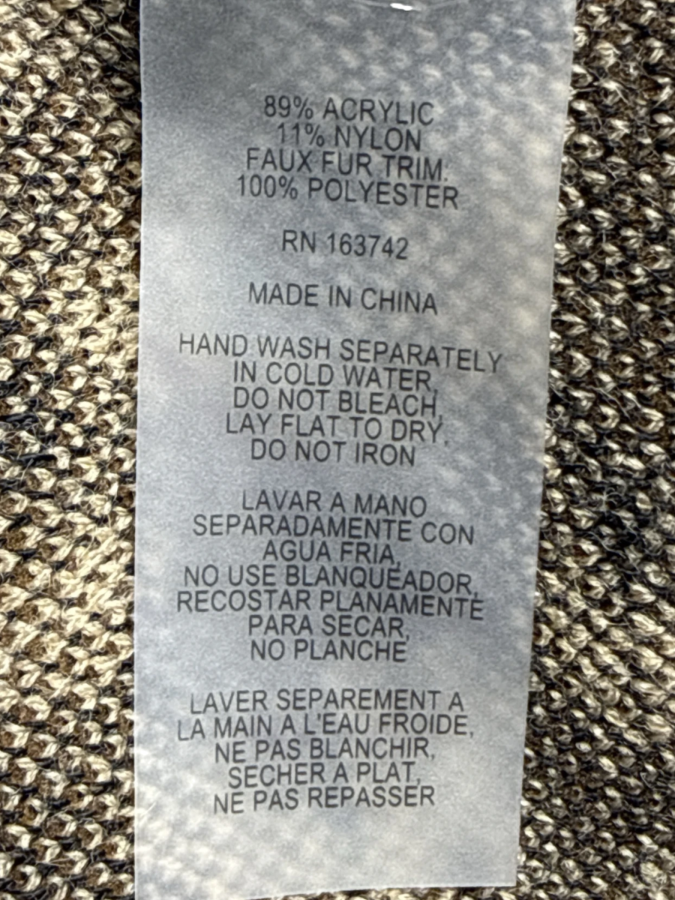 89% ACRYLIC
11% NYLON
FAUX FUR TRIM:
100% POLYESTER
RN 163742
MADE IN CHINA
HAND WASH SEPARATELY
IN COLD WATER,
DO NOT BLEACH,
LAY FLAT TO DRY,
DO NOT IRON
LAVAR A MANO
SEPARADAMENTE CON
AGUA FRIA,
NO USE BLANQUEADOR,
RECOSTAR PLANAMENTE
PARA SECAR,
NO PLANCHE
LAVER SEPAREMENT A
LA MAIN A L'EAU FROIDE,
NE PAS BLANCHIR,
SECHER A PLAT,
NE PAS REPASSER